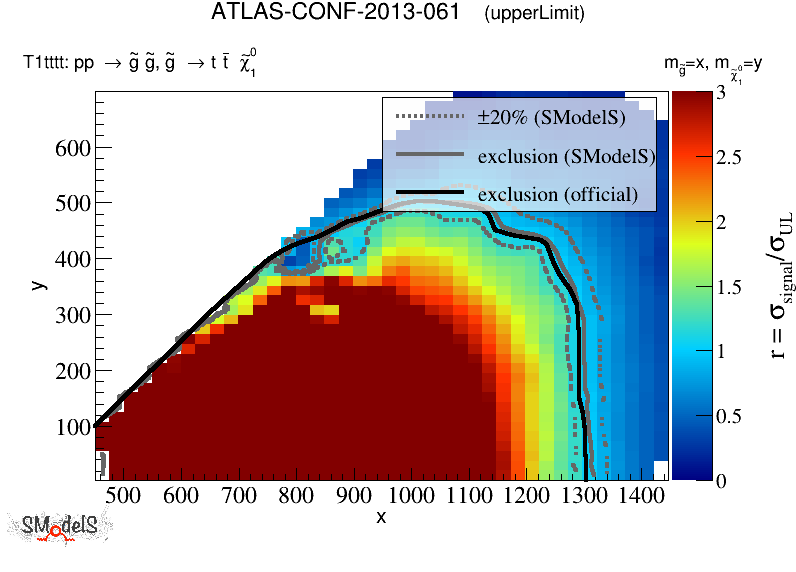 ATLAS-CONF-2013-061 (upperLimit)
T1tttt: pp → g̃ g̃, g̃ → t t̄ χ̃₁⁰
m_g̃=x, m_χ̃₁⁰=y
±20% (SModelS)
exclusion (SModelS)
exclusion (official)
600
500
400
300
200
100
y
500 600 700 800 900 1000 1100 1200 1300 1400
x
3
2.5
2
1.5
1
0.5
0
r = σ_signal/σ_UL
SModelS